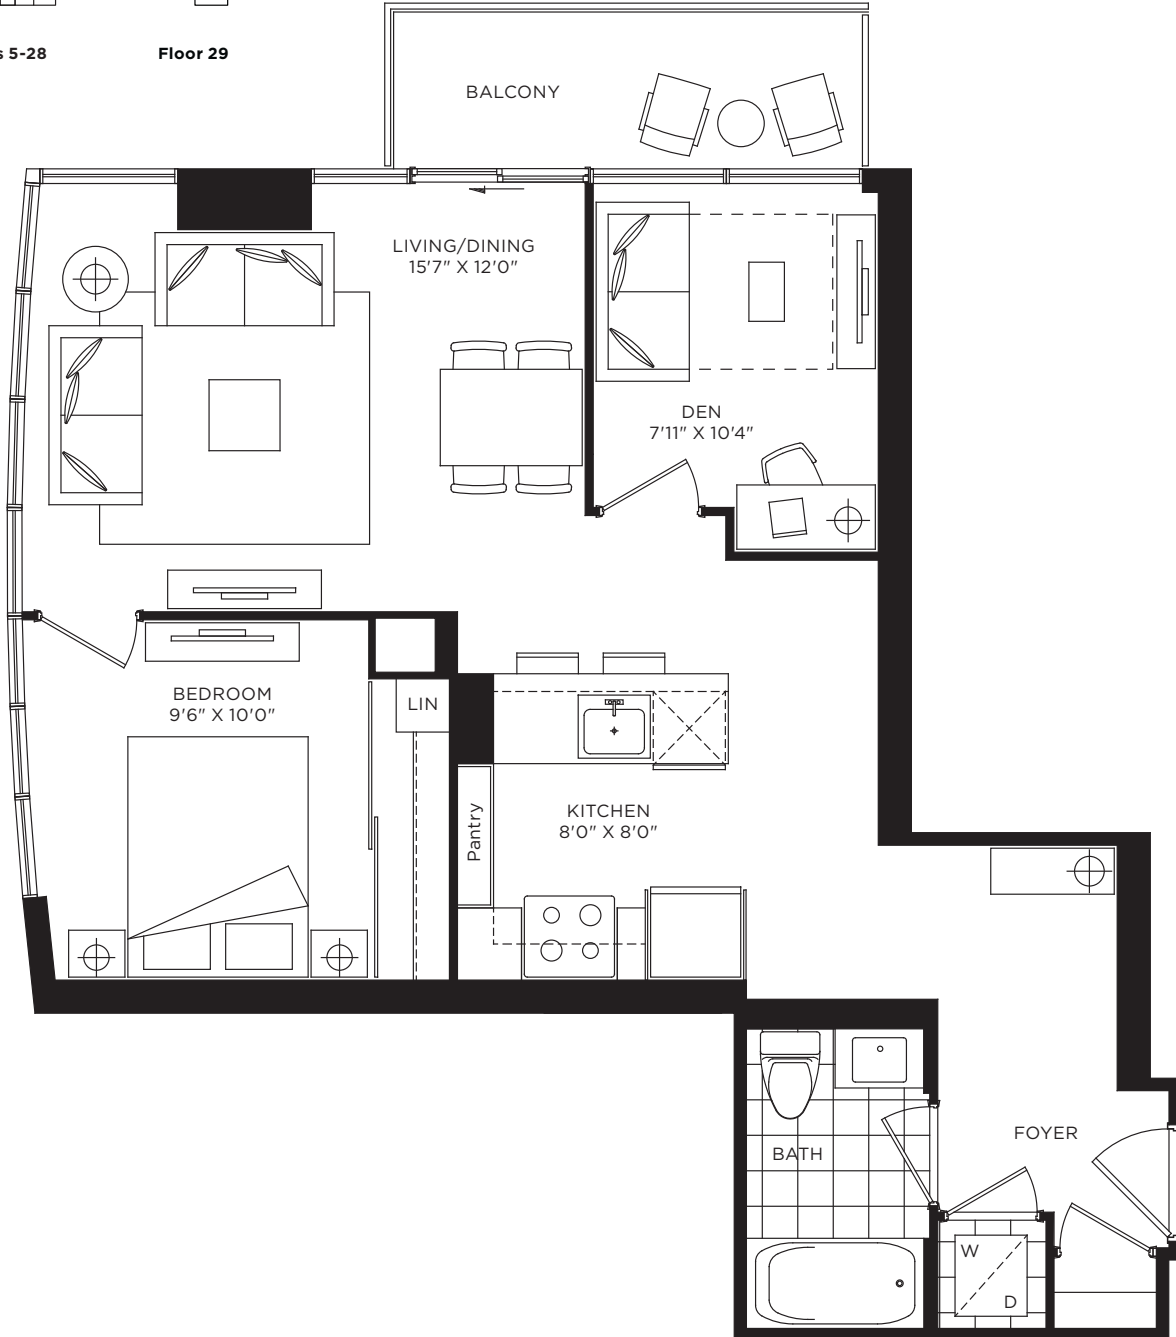 5-28
Floor 29
BALCONY
LIVING/DINING
15'7" X 12'0"
DEN
7'11" X 10'4"
BEDROOM
9'6" X 10'0"
LIN
KITCHEN
8'0" X 8'0"
Pantry
FOYER
BATH
W
D